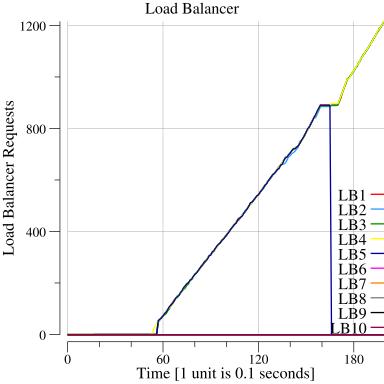 Load Balancer
Load Balancer Requests
1200
800
400
0
LB1
LB2
LB3
LB4
LB5
LB6
LB7
LB8
LB9
LB10
0 60 120 180
Time [1 unit is 0.1 seconds]